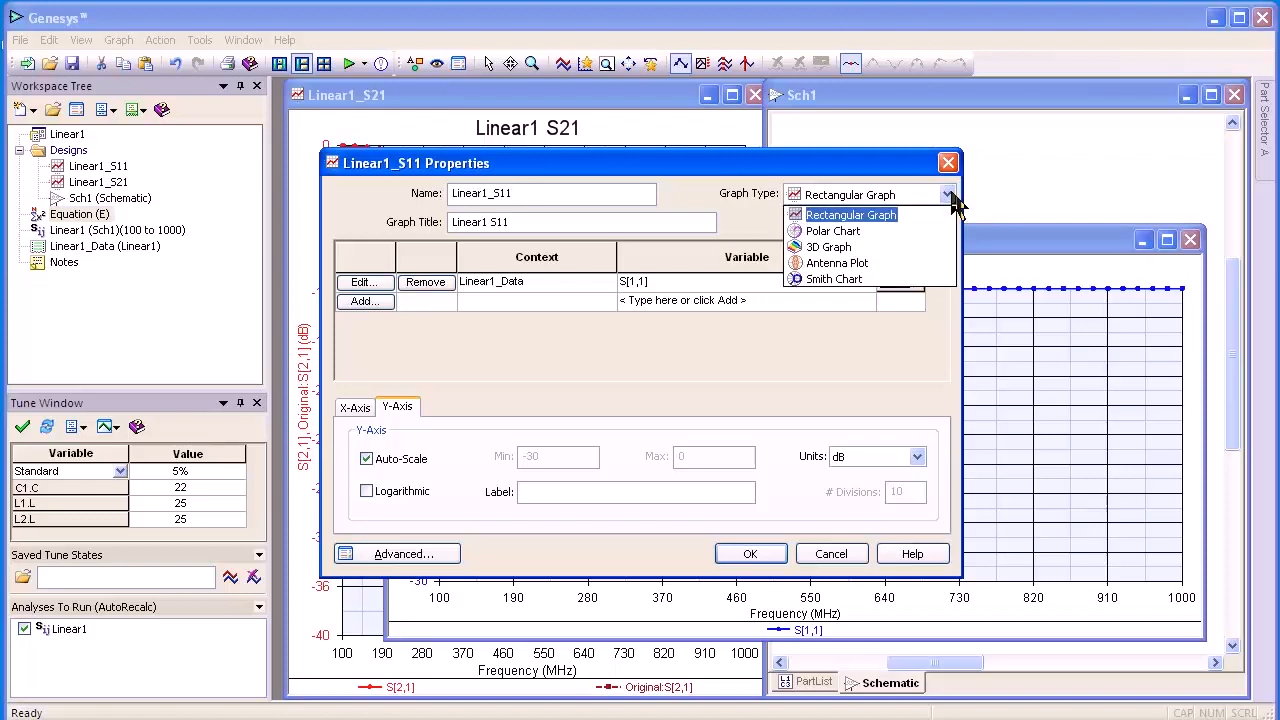 Genesys™
File Edit View Graph Action Tools Window Help
Workspace Tree
Linear1
Designs
Linear1_S11
Linear1_S21
Sch1 (Schematic)
Equation (E)
Linear1 (Sch1)(100 to 1000)
Linear1_Data (Linear1)
Notes
Tune Window
Variable Value
Standard 5%
C1.C 22
L1.L 25
L2.L 25
Saved Tune States
Analyses To Run (AutoRecalc)
Linear1
Ready
Linear1_S21
Linear1 S21
S[2,1],Original:S[2,1] (dB)
-36
-40
100 190 280 370 460 550 640 730 820 910 1000
Frequency (MHz)
S[2,1] Original:S[2,1]
Sch1
Part Selector A
Linear1_S11 Properties
Name: Linear1_S11
Graph Type: Rectangular Graph
Graph Title: Linear1 S11
Rectangular Graph
Polar Chart
3D Graph
Antenna Plot
Smith Chart
Context Variable
Edit... Remove Linear1_Data S[1,1]
Add... < Type here or click Add >
X-Axis Y-Axis
Y-Axis
Auto-Scale Min: -30 Max: 0 Units: dB
Logarithmic Label: # Divisions: 10
Advanced... OK Cancel Help
-30
100 190 280 370 460 550 640 730 820 910 1000
Frequency (MHz)
S[1,1]
PartList Schematic
CAP NUM SCRL